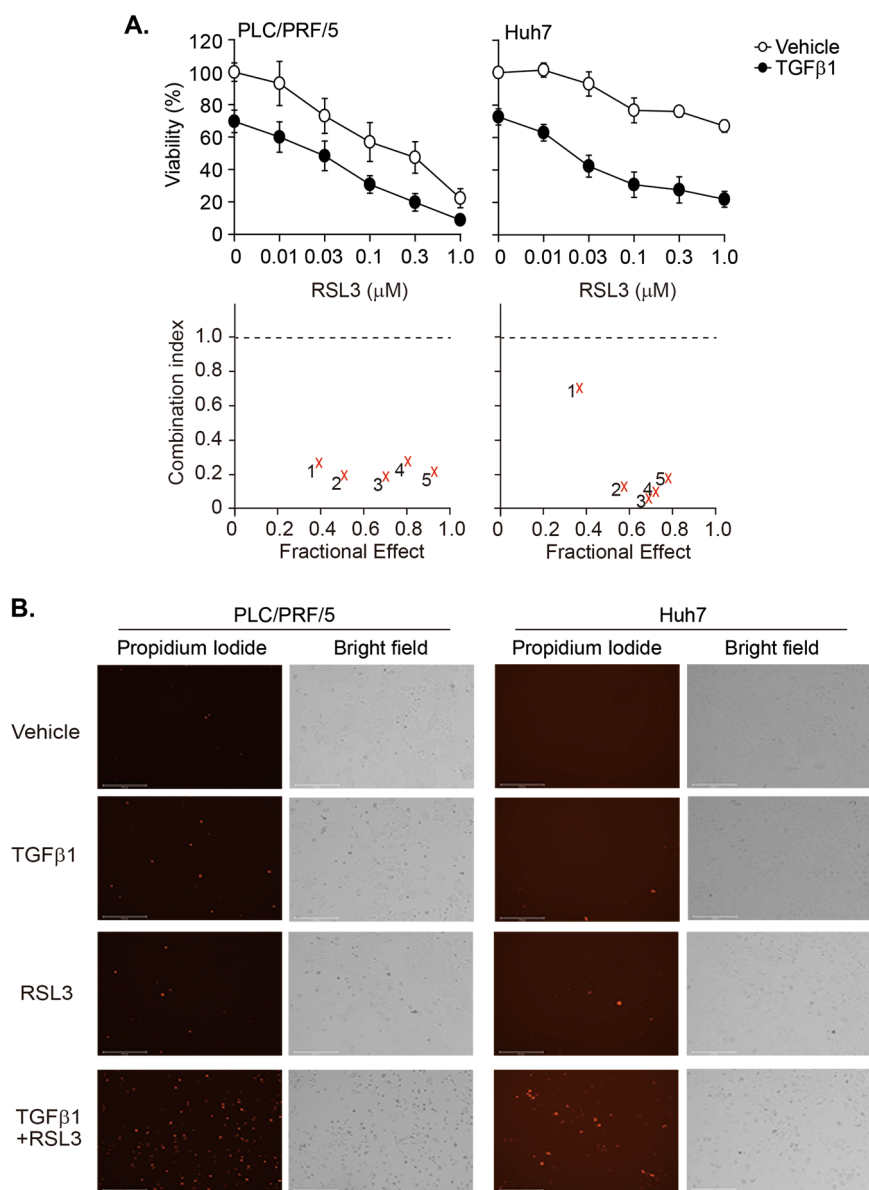 A.
PLC/PRF/5
Huh7
Vehicle
TGFβ1
Viability (%)
120
100
80
60
40
20
0
0 0.01 0.03 0.1 0.3 1.0
0 0.01 0.03 0.1 0.3 1.0
RSL3 (μM)
RSL3 (μM)
Combination index
1.0
0.8
0.6
0.4
0.2
0
1
2
3
4
5
1
2
3
4
5
0 0.2 0.4 0.6 0.8 1.0
0 0.2 0.4 0.6 0.8 1.0
Fractional Effect
Fractional Effect
B.
PLC/PRF/5
Huh7
Propidium Iodide
Bright field
Propidium Iodide
Bright field
Vehicle
TGFβ1
RSL3
TGFβ1
+RSL3